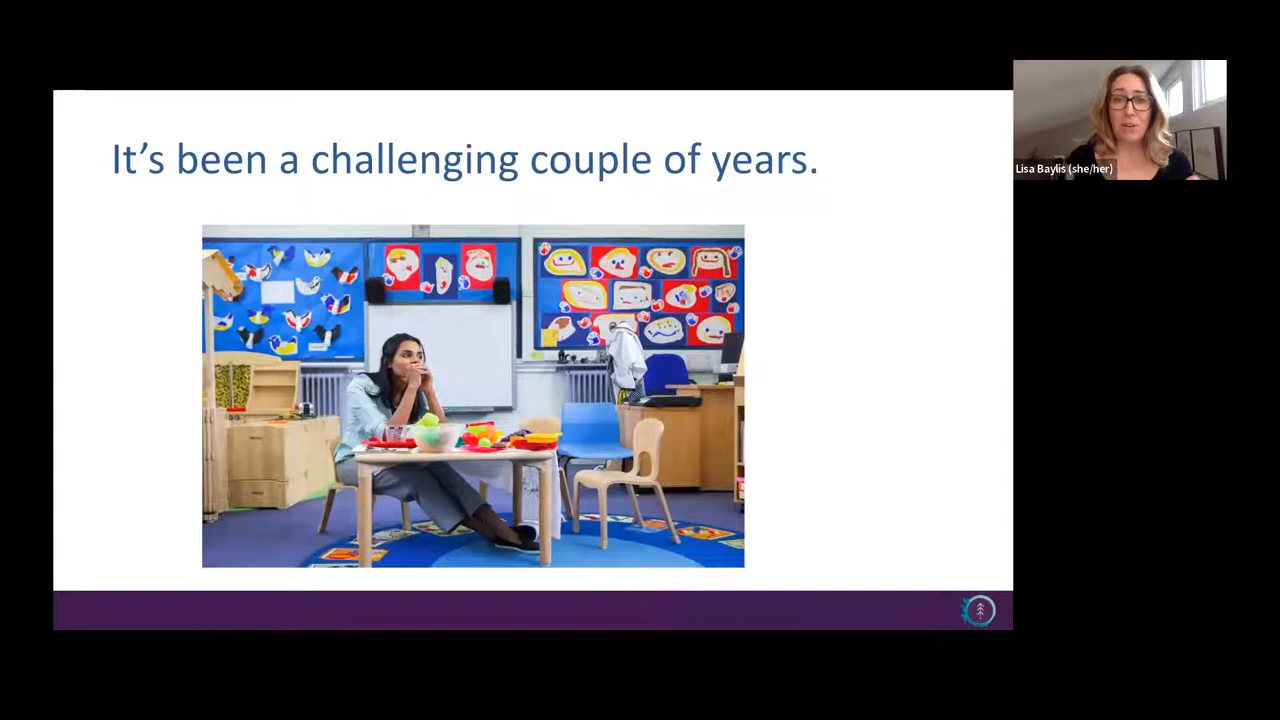 It's been a challenging couple of years.
Lisa Baylis (she/her)